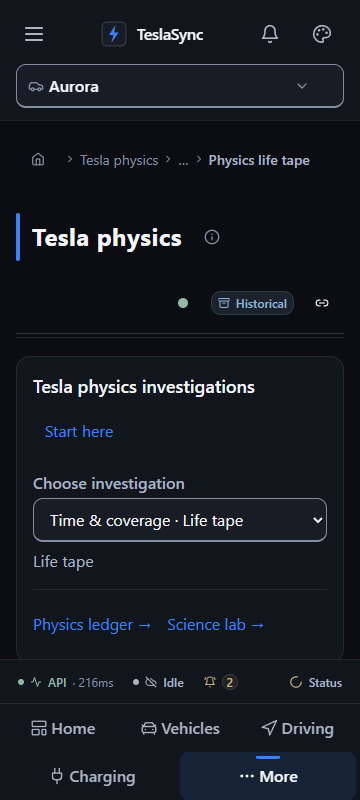 TeslaSync
Aurora
Tesla physics ... Physics life tape
Tesla physics
Historical
Tesla physics investigations
Start here
Choose investigation
Time & coverage · Life tape
Life tape
Physics ledger → Science lab →
API · 216ms Idle 2 Status
Home Vehicles Driving
Charging ··· More